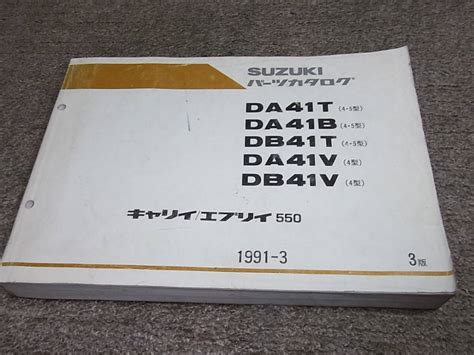 SUZUKI
パーツカタログ
DA41T (4・5型)
DA41B (4・5型)
DB41T (4・5型)
DA41V (4型)
DB41V (4型)
キャリイ/エブリイ 550
1991-3 3版